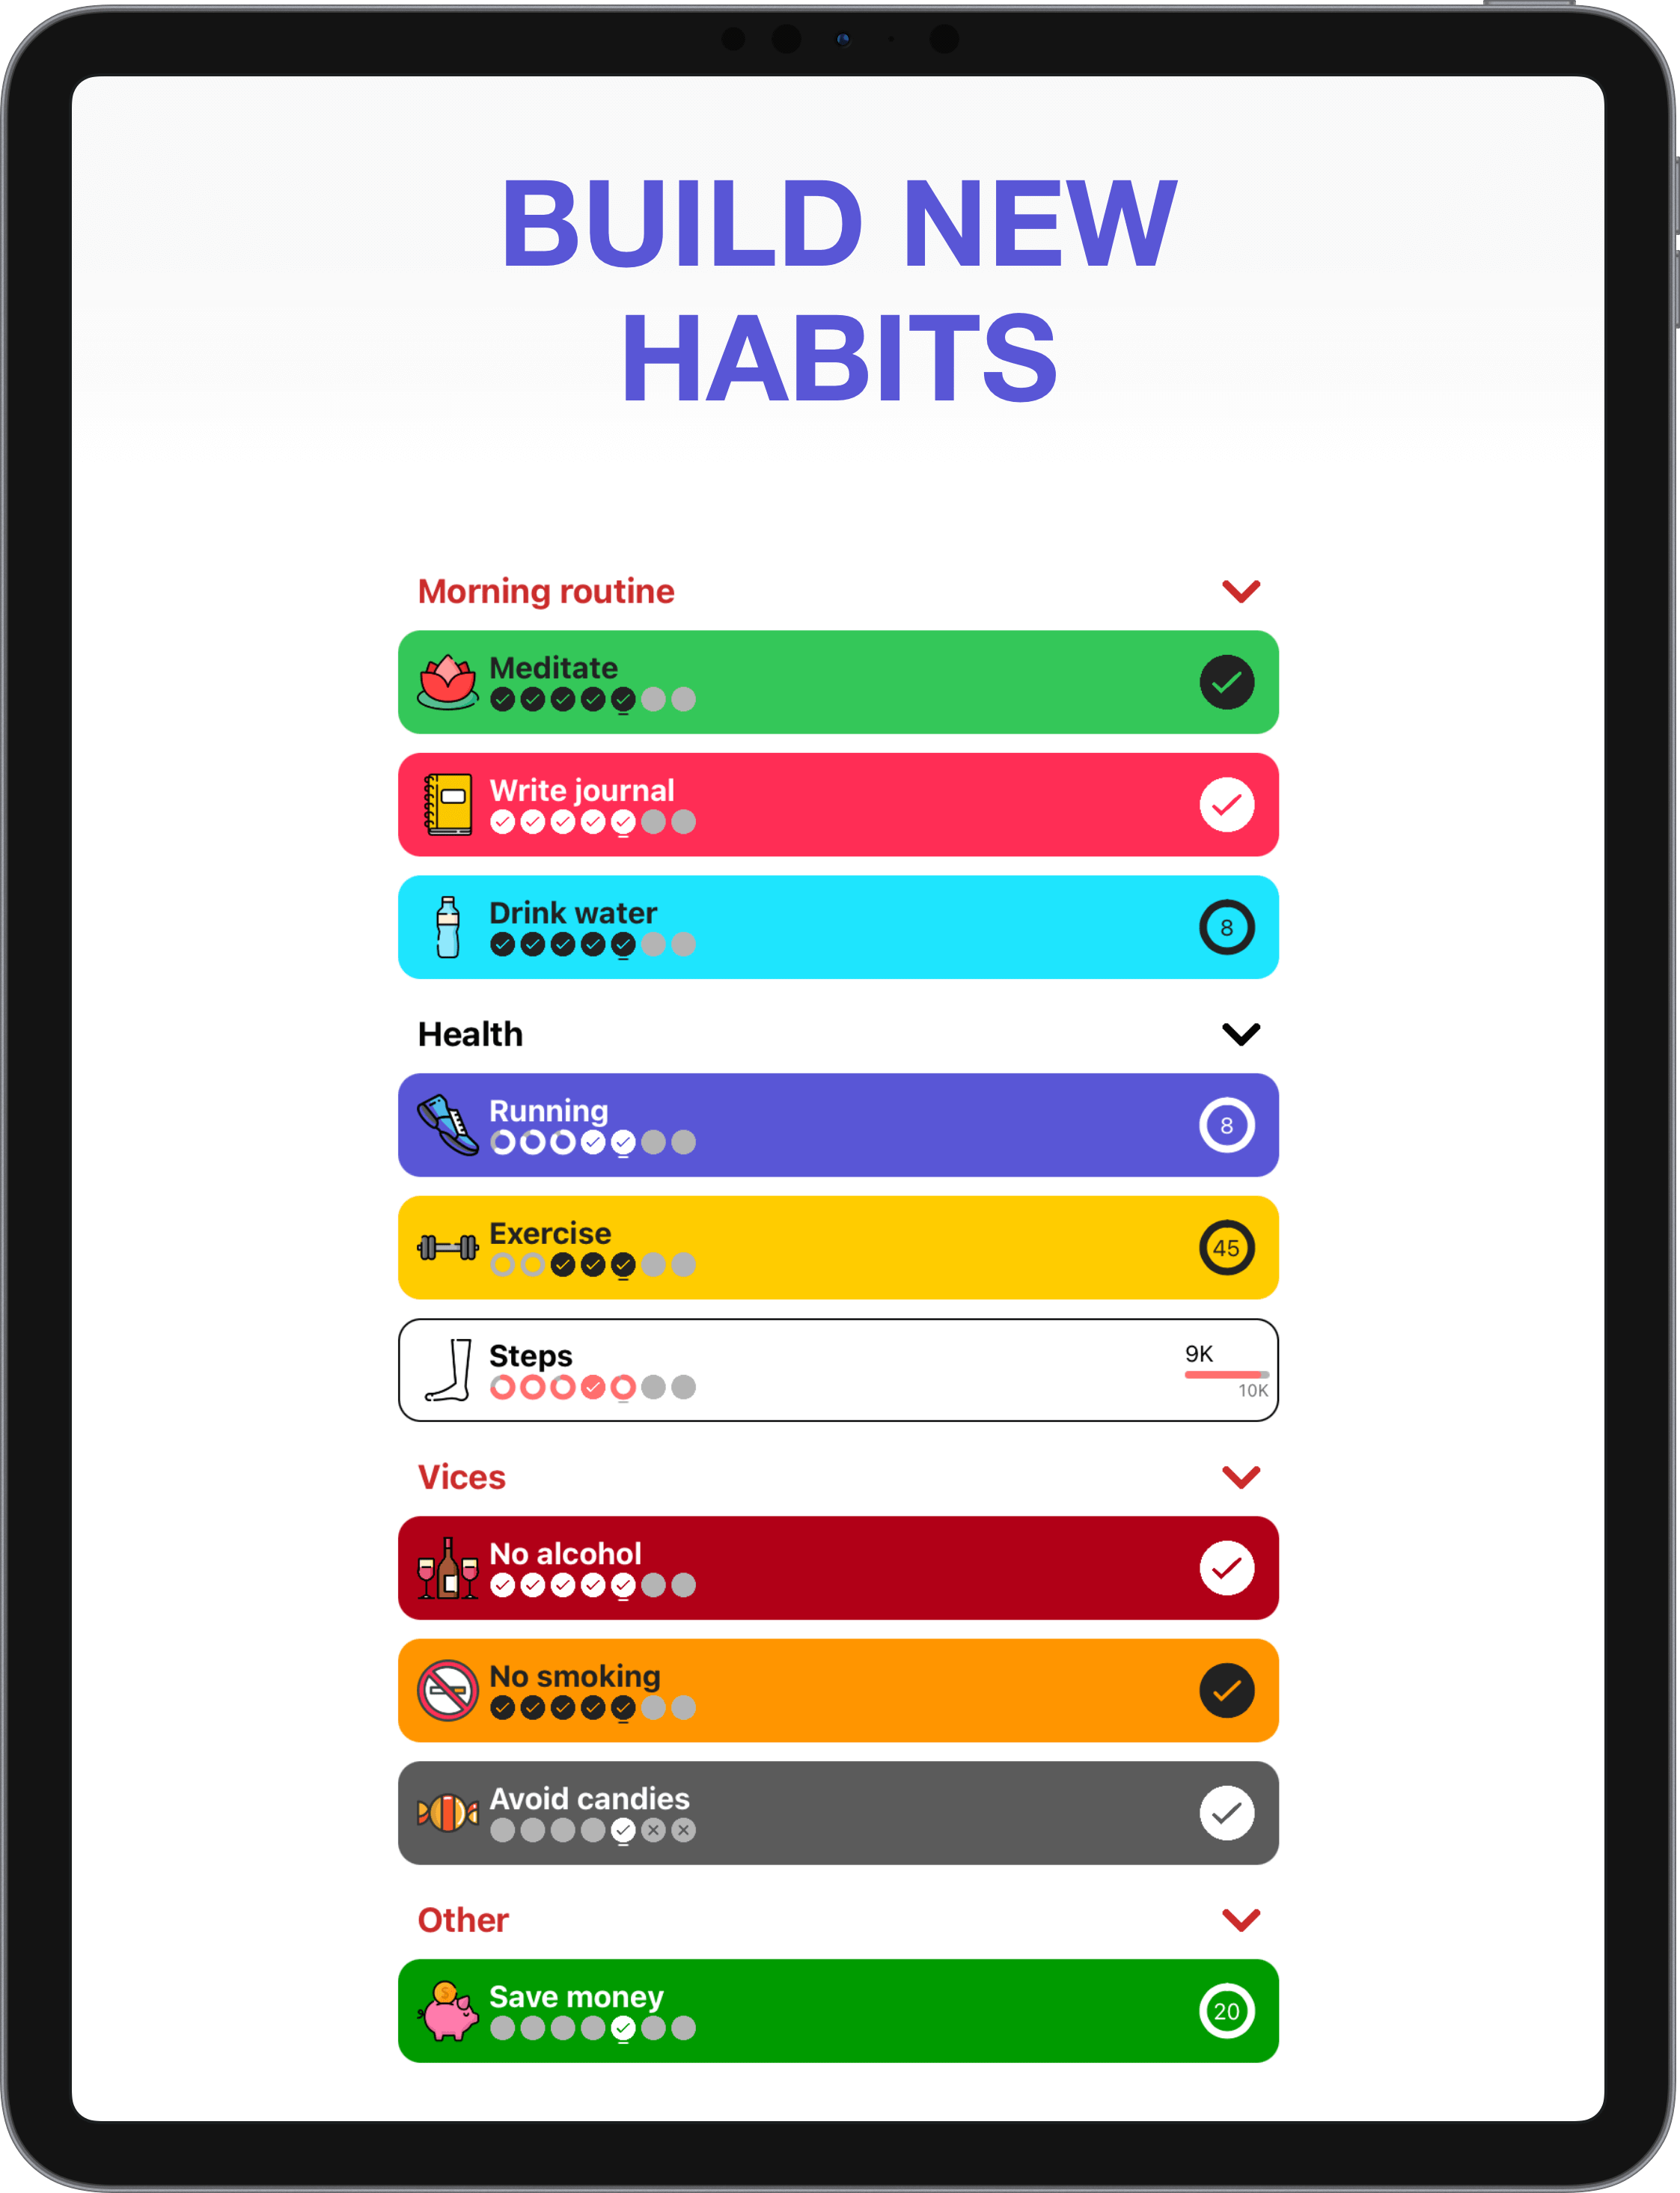 BUILD NEW
HABITS
Morning routine
Meditate
Write journal
Drink water
8
Health
Running
8
Exercise
45
Steps
9K
10K
Vices
No alcohol
No smoking
Avoid candies
Other
Save money
20